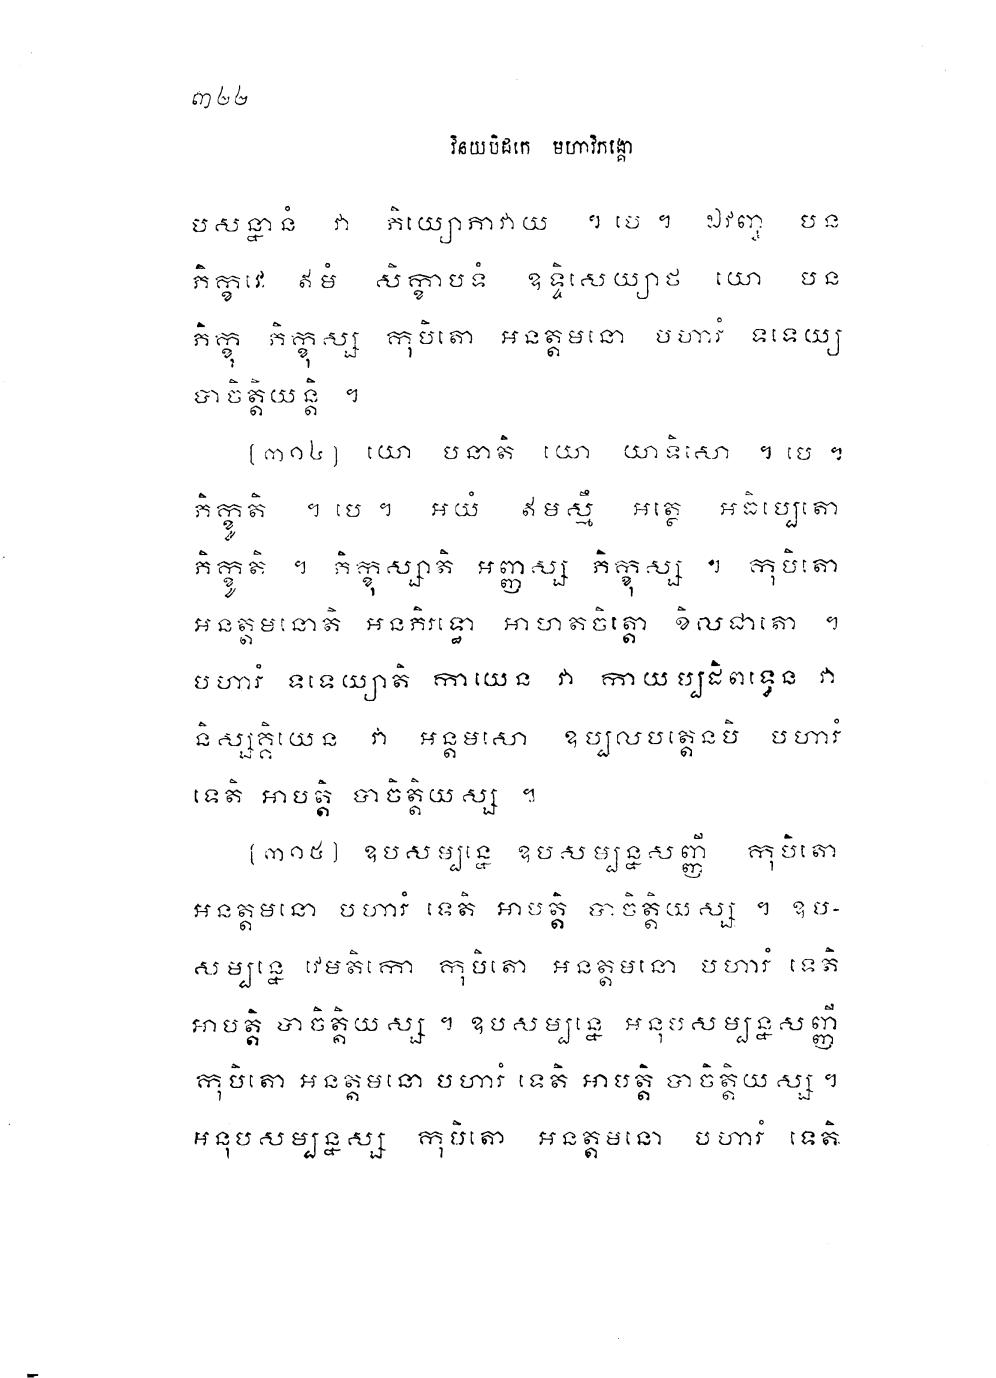 ៣២២
វិនយបិដកេ មហាវិភង្គោ
បសន្នានំ វា ភិយ្យោភាវាយ ។ បេ ។ ឯវញ្ច បន
ភិក្ខវេ ឥមំ សិក្ខាបទំ ឧទ្ទិសេយ្យាថ យោ បន
ភិក្ខុ ភិក្ខុស្ស កុបិតោ អនត្តមនោ បហារំ ទទេយ្យ
បាចិត្តិយន្តិ ។
[៣១៤] យោ បនាតិ យោ យាទិសោ ។ បេ ។
ភិក្ខូតិ ។ បេ ។ អយំ ឥមស្មឹ អត្ថេ អធិប្បេតោ
ភិក្ខូតិ ។ ភិក្ខុស្សាតិ អញ្ញស្ស ភិក្ខុស្ស ។ កុបិតោ
អនត្តមនោតិ អនភិរទ្ធោ អាហតចិត្តោ ខិលជាតោ ។
បហារំ ទទេយ្យាតិ កាយេន វា កាយប្បដិពទ្ធេន វា
និស្សគ្គិយេន វា អន្តមសោ ឧប្បលបត្តេនបិ បហារំ
ទេតិ អាបត្តិ បាចិត្តិយស្ស ។
[៣១៥] ឧបសម្បន្នេ ឧបសម្បន្នសញ្ញី កុបិតោ
អនត្តមនោ បហារំ ទេតិ អាបត្តិ បាចិត្តិយស្ស ។ ឧប-
សម្បន្នេ វេមតិកោ កុបិតោ អនត្តមនោ បហារំ ទេតិ
អាបត្តិ បាចិត្តិយស្ស ។ ឧបសម្បន្នេ អនុបសម្បន្នសញ្ញី
កុបិតោ អនត្តមនោ បហារំ ទេតិ អាបត្តិ បាចិត្តិយស្ស ។
អនុបសម្បន្នស្ស កុបិតោ អនត្តមនោ បហារំ ទេតិ